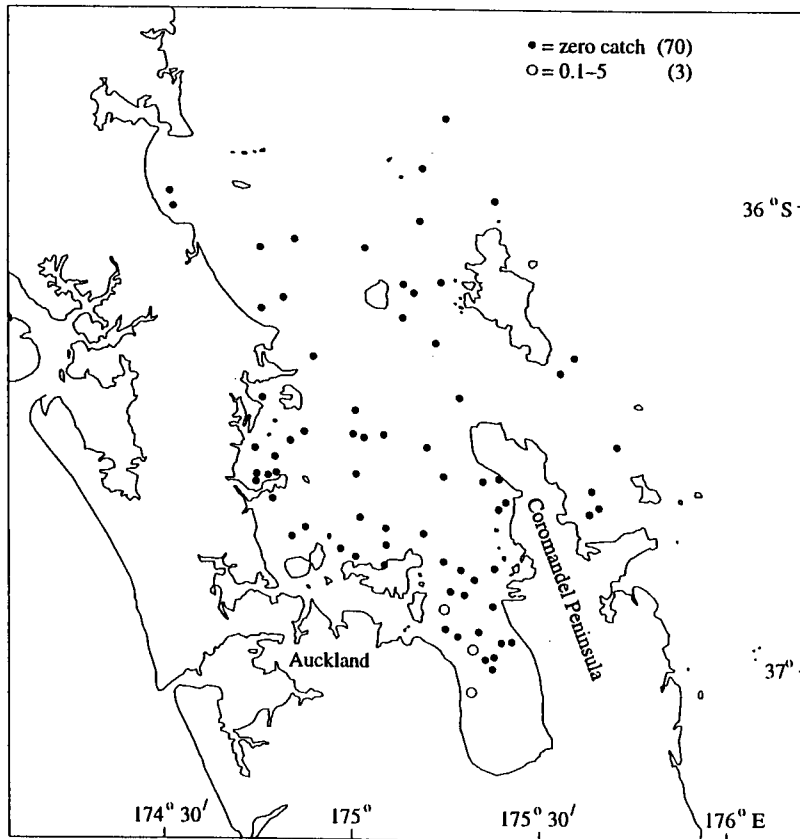 ● = zero catch (70)
○ = 0.1–5 (3)
36 °S
Coromandel Peninsula
Auckland
37°
174° 30′
175°
175° 30′
176° E